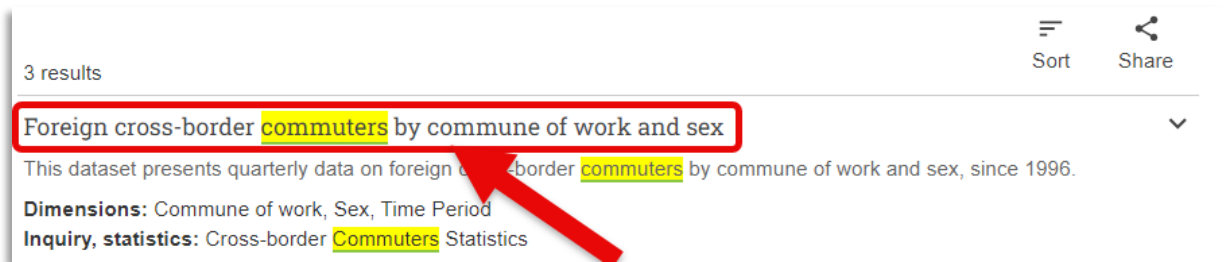 Sort
Share
3 results
Foreign cross-border commuters by commune of work and sex
This dataset presents quarterly data on foreign -border commuters by commune of work and sex, since 1996.
Dimensions: Commune of work, Sex, Time Period
Inquiry, statistics: Cross-border Commuters Statistics